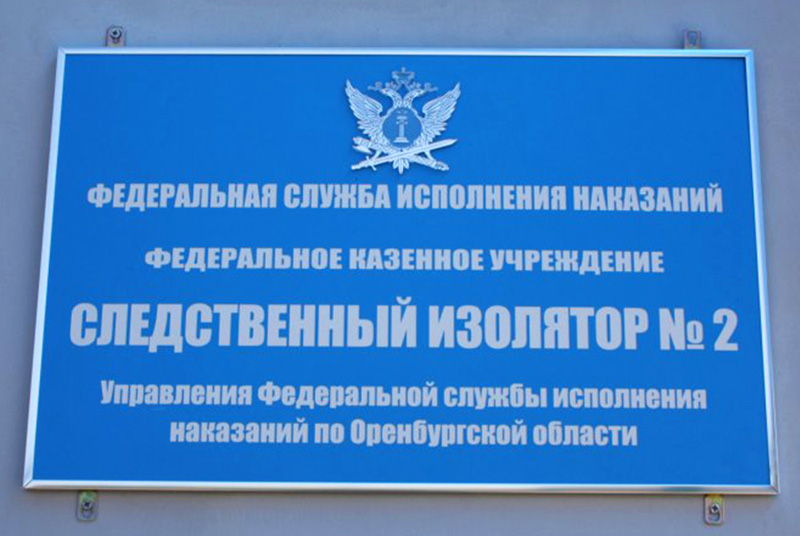 ФЕДЕРАЛЬНАЯ СЛУЖБА ИСПОЛНЕНИЯ НАКАЗАНИЙ
ФЕДЕРАЛЬНОЕ КАЗЕННОЕ УЧРЕЖДЕНИЕ
СЛЕДСТВЕННЫЙ ИЗОЛЯТОР № 2
Управления Федеральной службы исполнения
наказаний по Оренбургской области